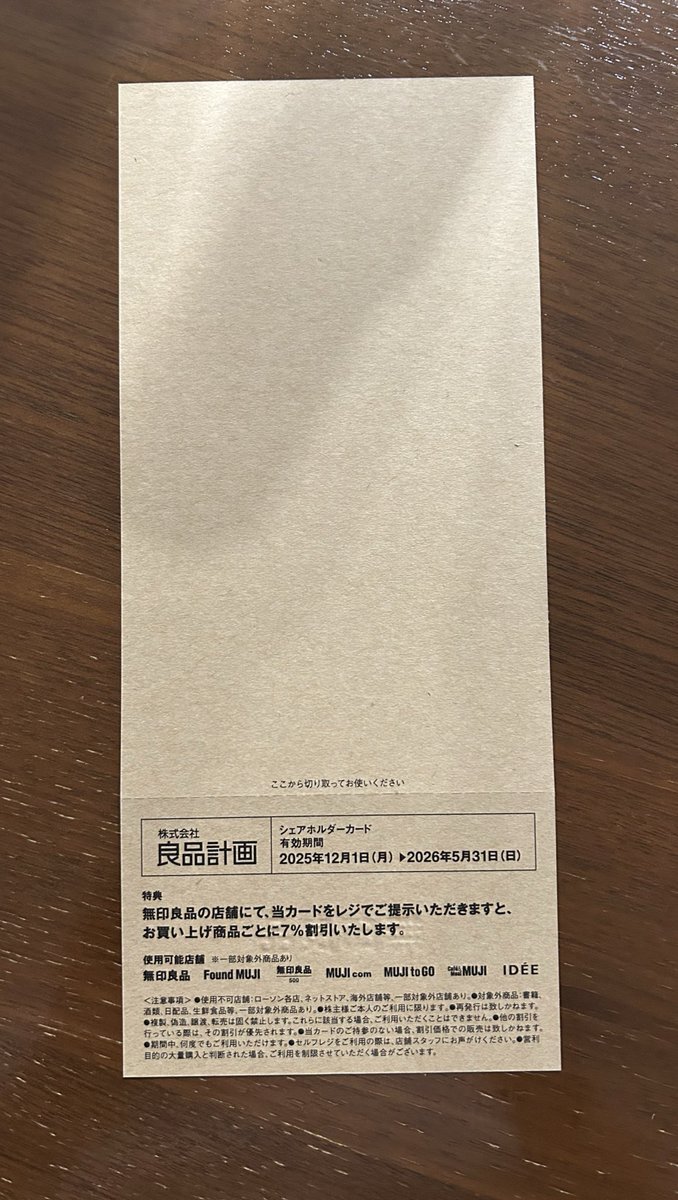 ここから切り取ってお使いください
株式会社
良品計画
シェアホルダーカード
有効期間
2025年12月1日(月) ▶2026年5月31日(日)
特典
無印良品の店舗にて、当カードをレジでご提示いただきますと、
お買い上げ商品ごとに7%割引いたします。
使用可能店舗 ※一部対象外商品あり
無印良品 Found MUJI 無印良品 500 MUJI com MUJI to GO Café& Meal MUJI IDÉE
<注意事項> ●使用不可店舗:ローソン各店、ネットストア、海外店舗等、一部対象外店舗あり。●対象外商品:書籍、
酒類、日配品、生鮮食品等、一部対象外商品あり。●株主様ご本人のご利用に限ります。●再発行は致しかねます。
●複製、偽造、譲渡、転売は固く禁止します。これらに該当する場合、ご利用いただくことはできません。●他の割引を
行っている際は、その割引が優先されます。●当カードのご持参のない場合、割引価格での販売は致しかねます。
●期間中、何度でもご利用いただけます。●セルフレジをご利用の際は、店舗スタッフにお声がけください。●営利
目的の大量購入と判断された場合、ご利用を制限させていただく場合がございます。